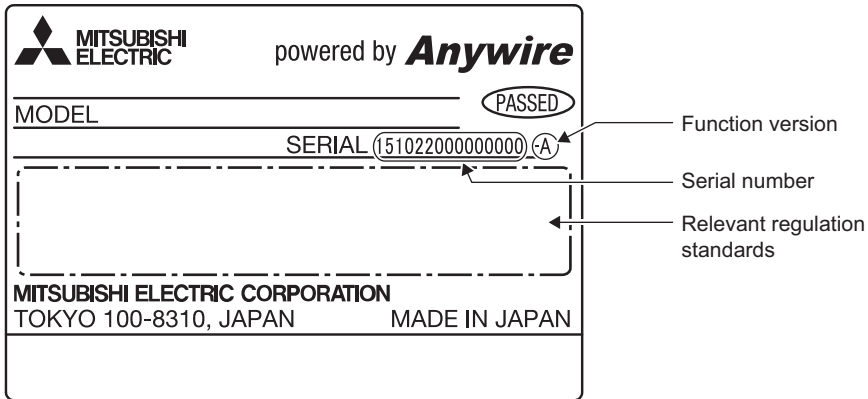 MITSUBISHI
ELECTRIC
powered by Anywire
PASSED
MODEL
SERIAL 151022000000000 -A
Function version
Serial number
Relevant regulation
standards
MITSUBISHI ELECTRIC CORPORATION
TOKYO 100-8310, JAPAN MADE IN JAPAN